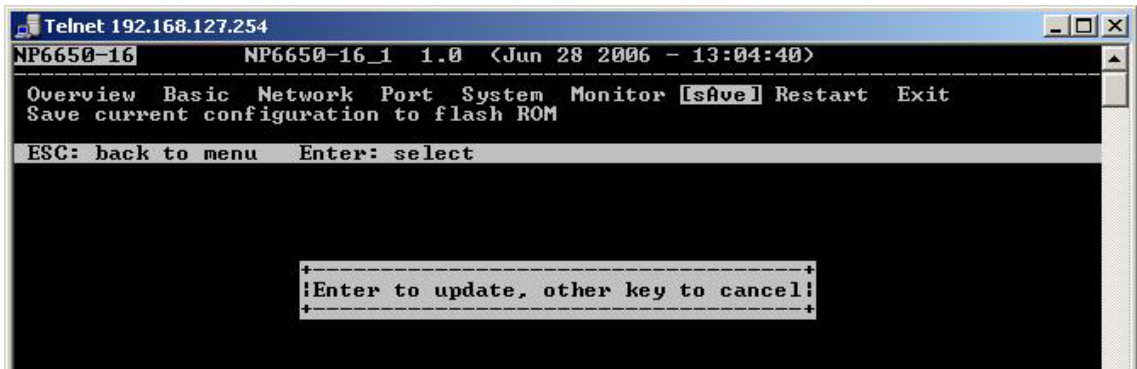 Telnet 192.168.127.254
NP6650-16 NP6650-16_1 1.0 (Jun 28 2006 - 13:04:40)
Overview Basic Network Port System Monitor [sAve] Restart Exit
Save current configuration to flash ROM
ESC: back to menu Enter: select
Enter to update, other key to cancel